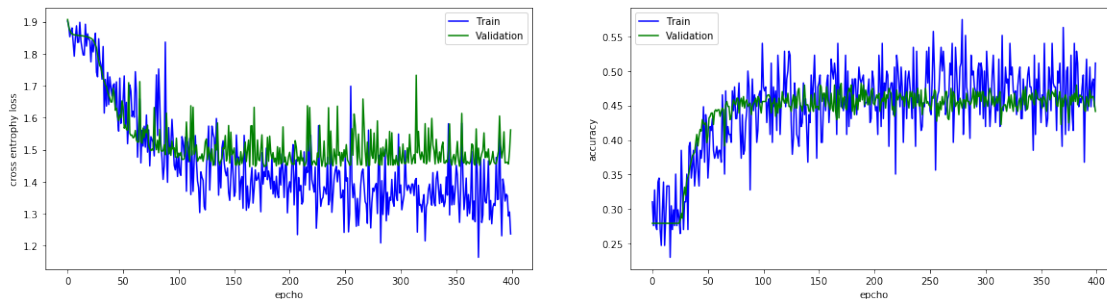 Train
Validation
cross entrophy loss
1.9
1.8
1.7
1.6
1.5
1.4
1.3
1.2
0 50 100 150 200 250 300 350 400
epcho
Train
Validation
accuracy
0.55
0.50
0.45
0.40
0.35
0.30
0.25
0 50 100 150 200 250 300 350 400
epcho